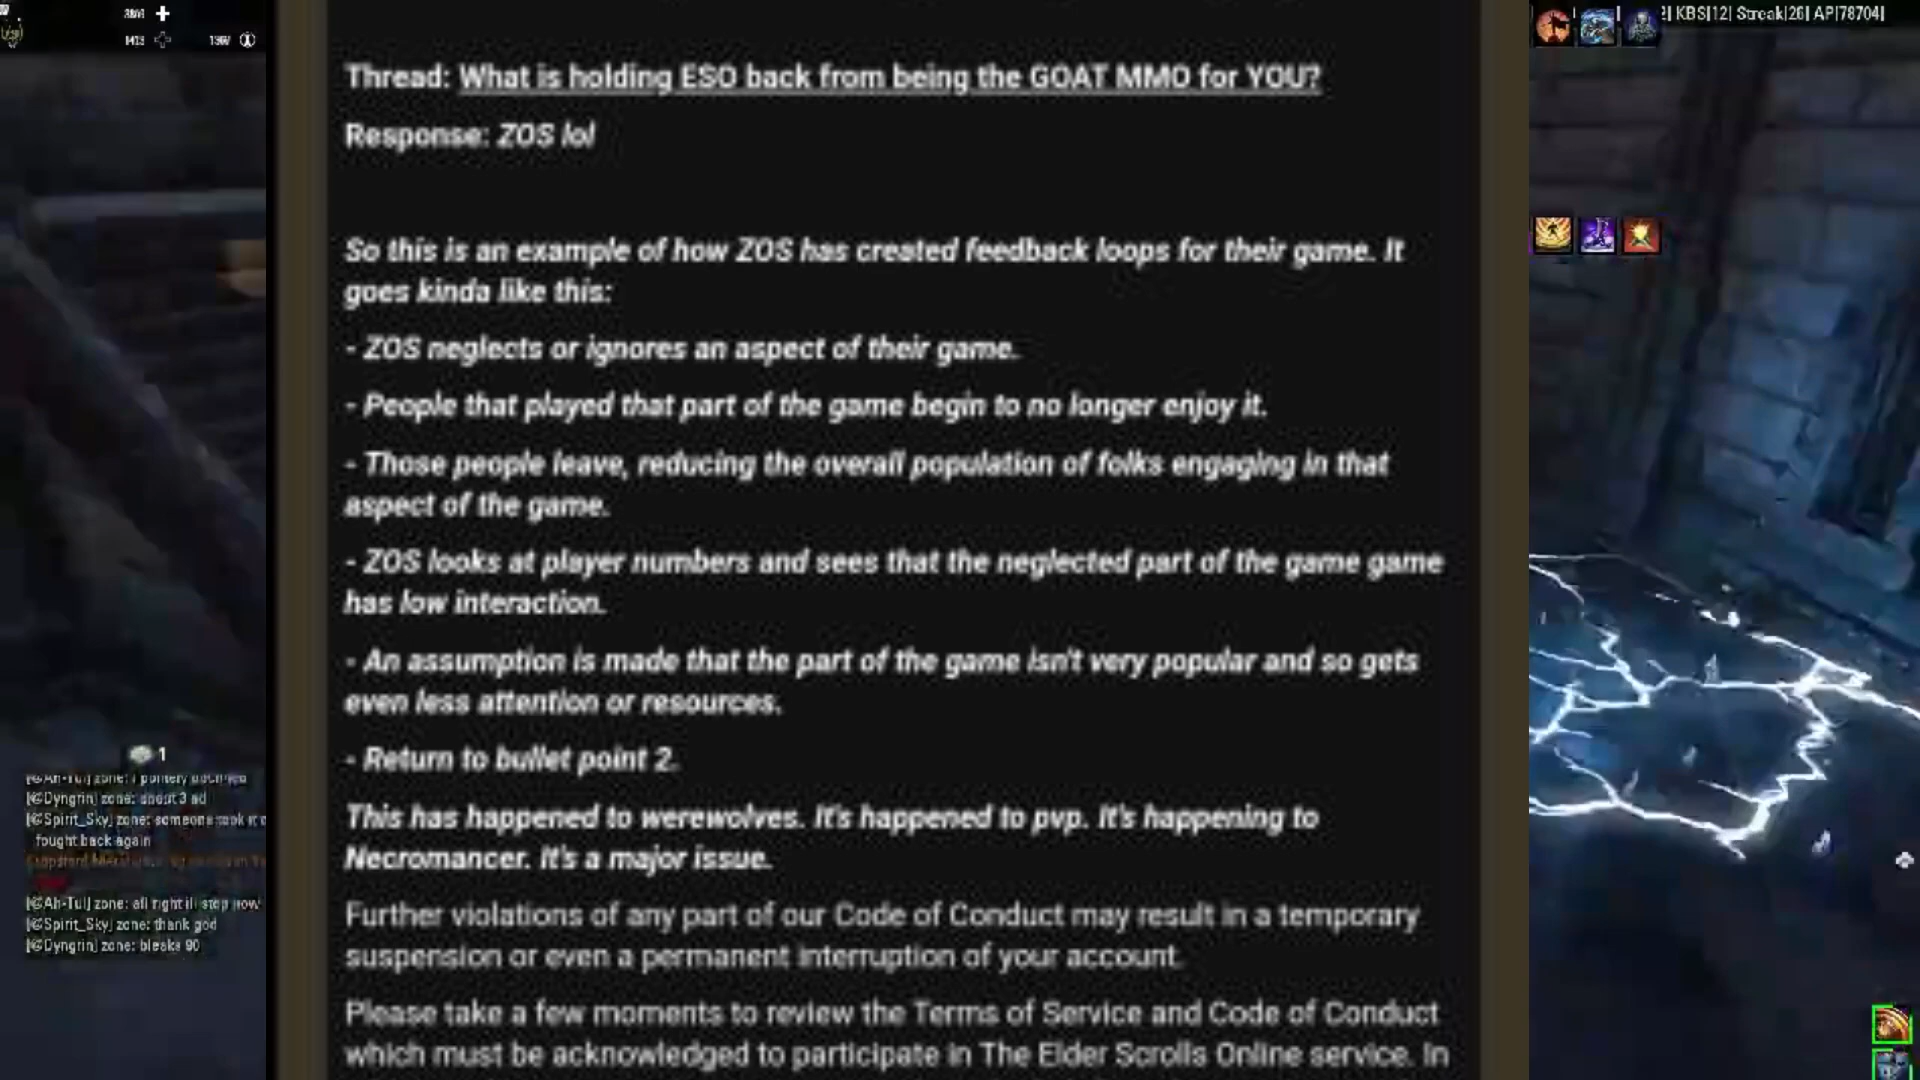 KBS|12| Streak|26| AP|78704|
Thread: What is holding ESO back from being the GOAT MMO for YOU?
Response: ZOS lol
So this is an example of how ZOS has created feedback loops for their game. It
goes kinda like this:
- ZOS neglects or ignores an aspect of their game.
- People that played that part of the game begin to no longer enjoy it.
- Those people leave, reducing the overall population of folks engaging in that
aspect of the game.
- ZOS looks at player numbers and sees that the neglected part of the game game
has low interaction.
- An assumption is made that the part of the game isn't very popular and so gets
even less attention or resources.
- Return to bullet point 2.
This has happened to werewolves. It's happened to pvp. It's happening to
Necromancer. It's a major issue.
Further violations of any part of our Code of Conduct may result in a temporary
suspension or even a permanent interruption of your account.
Please take a few moments to review the Terms of Service and Code of Conduct
which must be acknowledged to participate in The Elder Scrolls Online service. In
1
[@Dyngrin] zone:
[@Spirit_Sky] zone: someone took it
fought back again
[@Ah-Tul] zone: all right ill stop now
[@Spirit_Sky] zone: thank god
[@Dyngrin] zone: bleaks 90